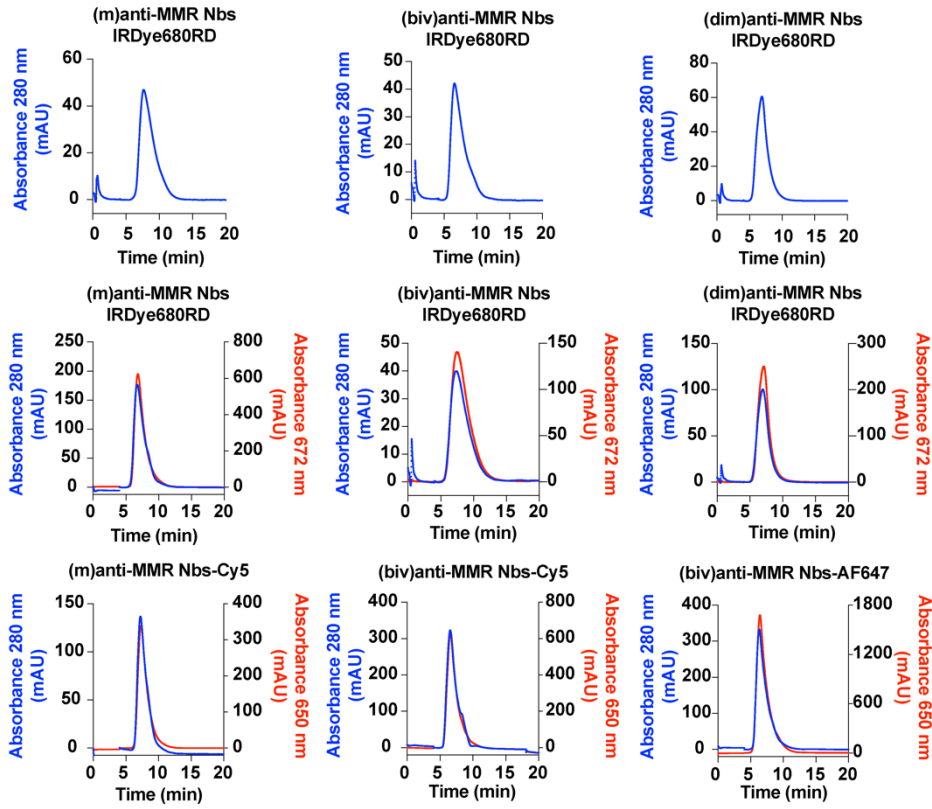 (m)anti-MMR Nbs
IRDye680RD
Absorbance 280 nm
(mAU)
60
40
20
0
0 5 10 15 20
Time (min)
(biv)anti-MMR Nbs
IRDye680RD
Absorbance 280 nm
(mAU)
50
40
30
20
10
0
0 5 10 15 20
Time (min)
(dim)anti-MMR Nbs
IRDye680RD
Absorbance 280 nm
(mAU)
80
60
40
20
0
0 5 10 15 20
Time (min)
(m)anti-MMR Nbs
IRDye680RD
Absorbance 280 nm
(mAU)
250
200
150
100
50
0
800
600
400
200
0
Absorbance 672 nm
(mAU)
0 5 10 15 20
Time (min)
(biv)anti-MMR Nbs
IRDye680RD
Absorbance 280 nm
(mAU)
50
40
30
20
10
0
150
100
50
0
Absorbance 672 nm
(mAU)
0 5 10 15 20
Time (min)
(dim)anti-MMR Nbs
IRDye680RD
Absorbance 280 nm
(mAU)
150
100
50
0
300
200
100
0
Absorbance 672 nm
(mAU)
0 5 10 15 20
Time (min)
(m)anti-MMR Nbs-Cy5
Absorbance 280 nm
(mAU)
150
100
50
0
400
300
200
100
0
Absorbance 650 nm
(mAU)
0 5 10 15 20
Time (min)
(biv)anti-MMR Nbs-Cy5
Absorbance 280 nm
(mAU)
400
300
200
100
0
800
600
400
200
0
Absorbance 650 nm
(mAU)
0 5 10 15 20
Time (min)
(biv)anti-MMR Nbs-AF647
Absorbance 280 nm
(mAU)
400
300
200
100
0
1800
1200
600
0
Absorbance 650 nm
(mAU)
0 5 10 15 20
Time (min)